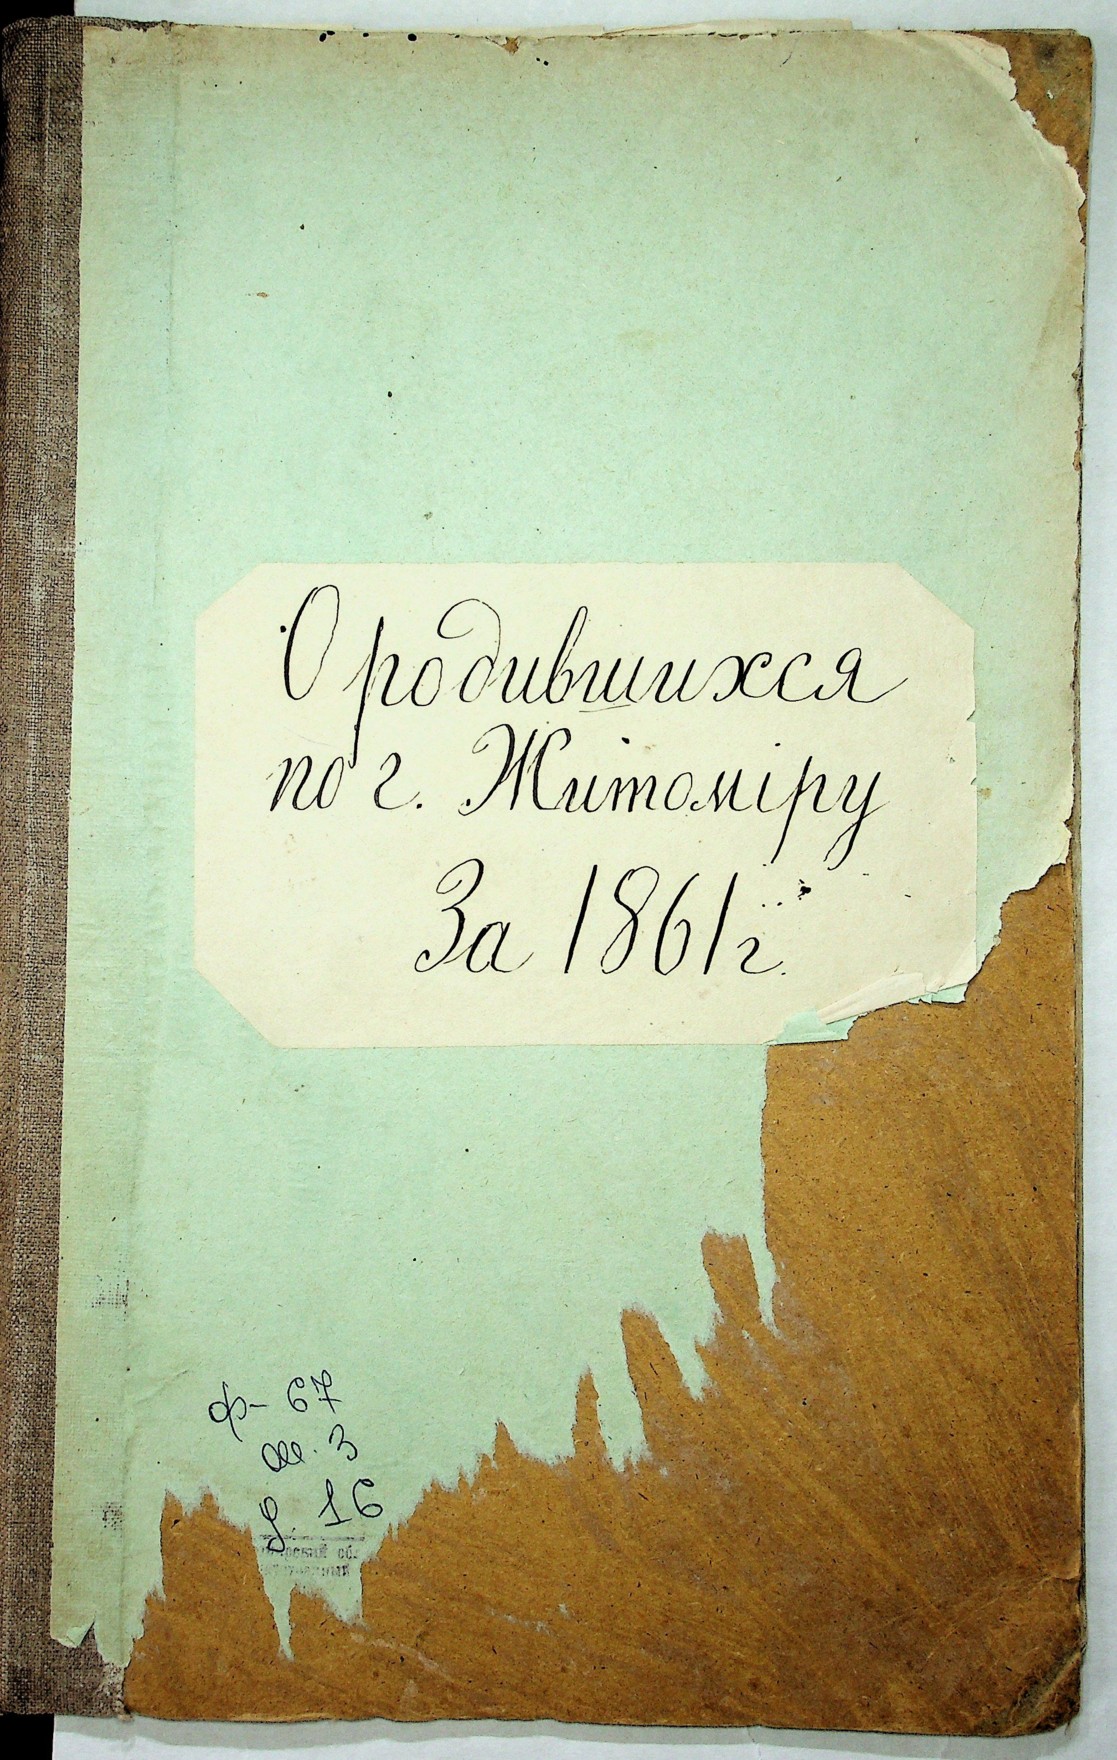 О родившихся
по г. Житоміру
За 1861 г.
ф- 67
оп. 3
д 16